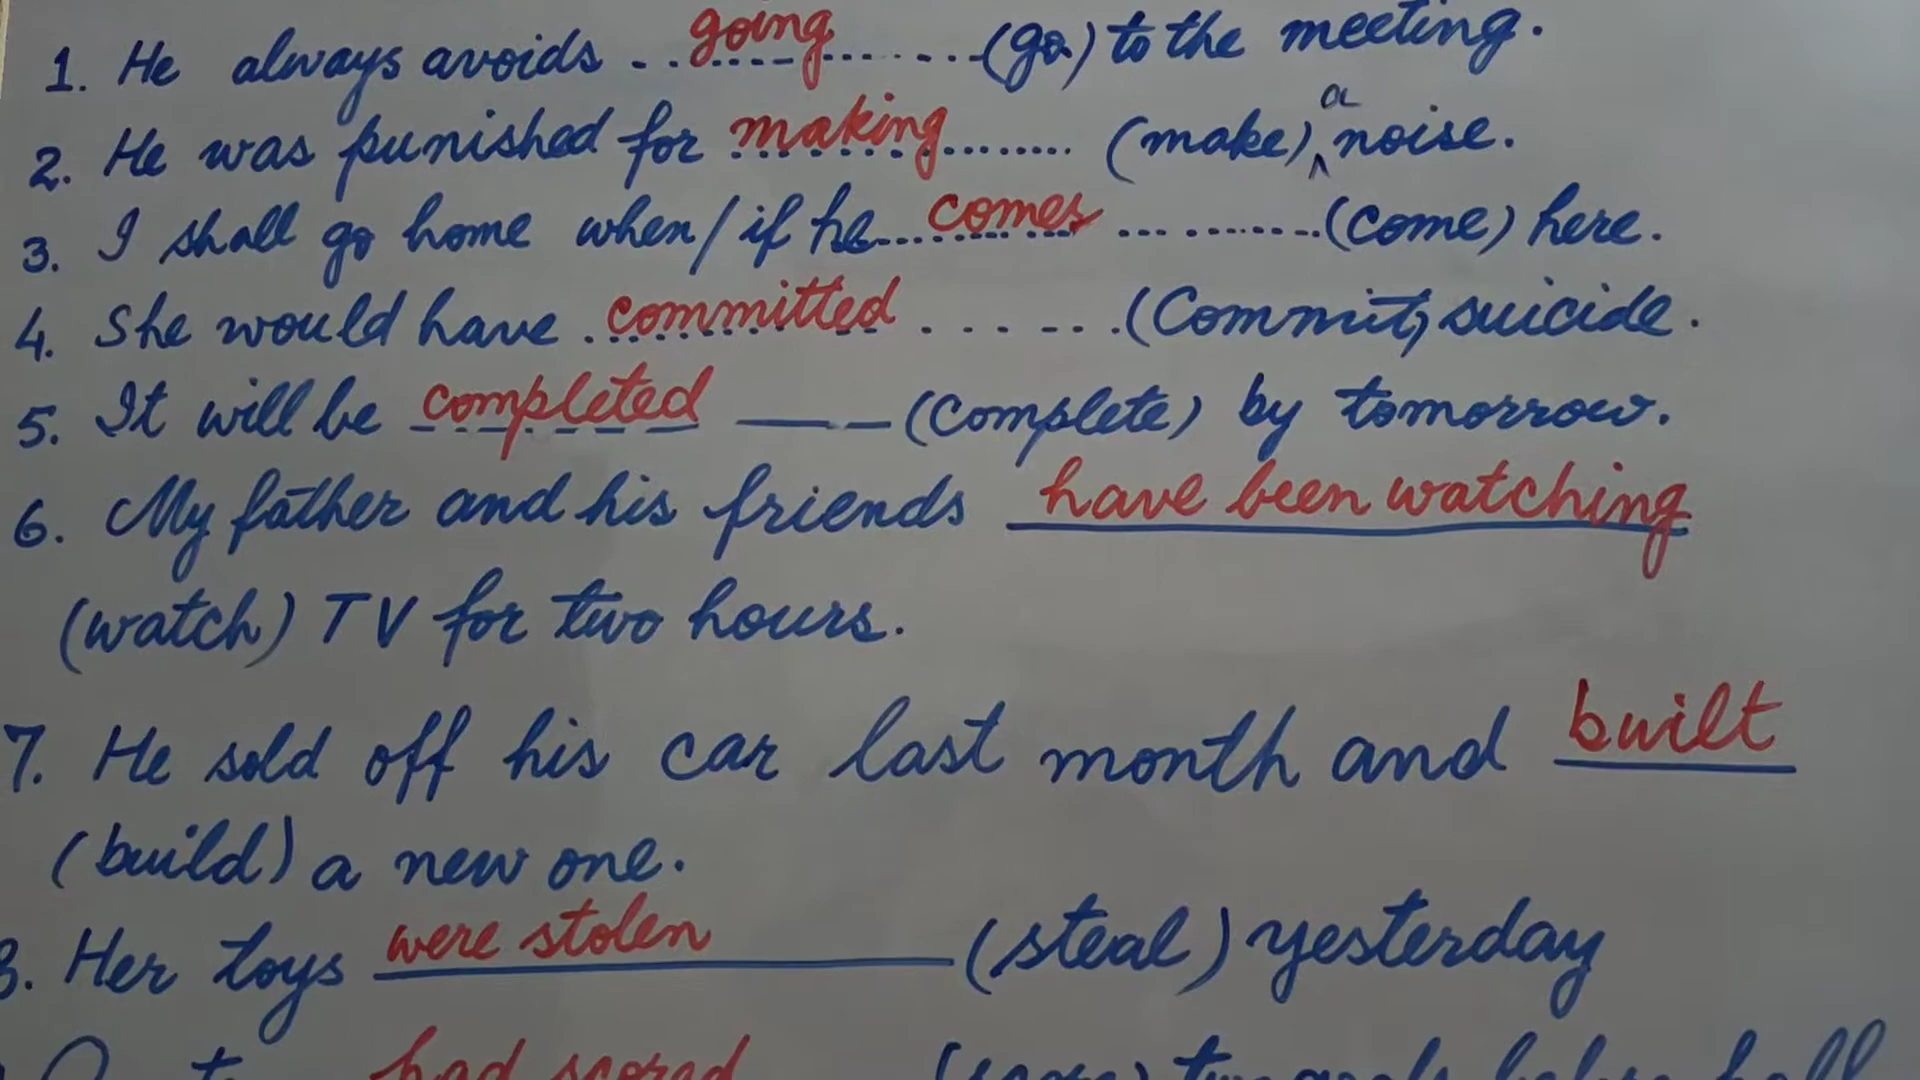 1. He always avoids .. going ........ (go) to the meeting.
2. He was punished for making ........ (make) a noise.
3. I shall go home when/if he ... comes ........ (come) here.
4. She would have committed ........ (Commit) suicide.
5. It will be completed ____ (Complete) by tomorrow.
6. My father and his friends have been watching
(watch) TV for two hours.
7. He sold off his car last month and built
(build) a new one.
8. Her toys were stolen ____ (steal) yesterday
had scored